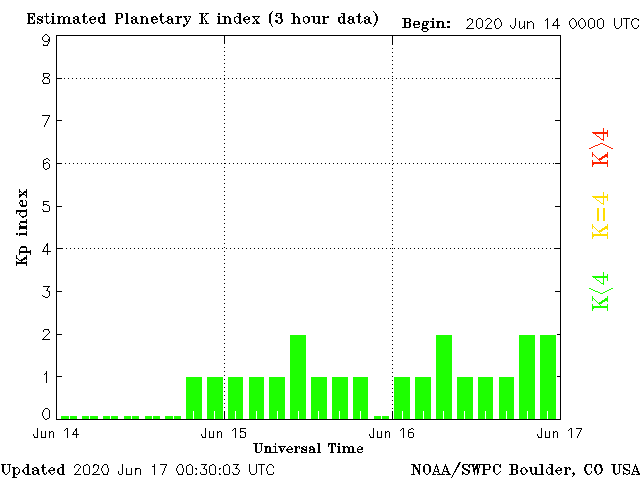 Estimated Planetary K index (3 hour data) Begin: 2020 Jun 14 0000 UTC
9
8
7
6
5
4
3
2
1
0
Kp index
K>4
K=4
K<4
Jun 14 Jun 15 Jun 16 Jun 17
Universal Time
Updated 2020 Jun 17 00:30:03 UTC NOAA/SWPC Boulder, CO USA